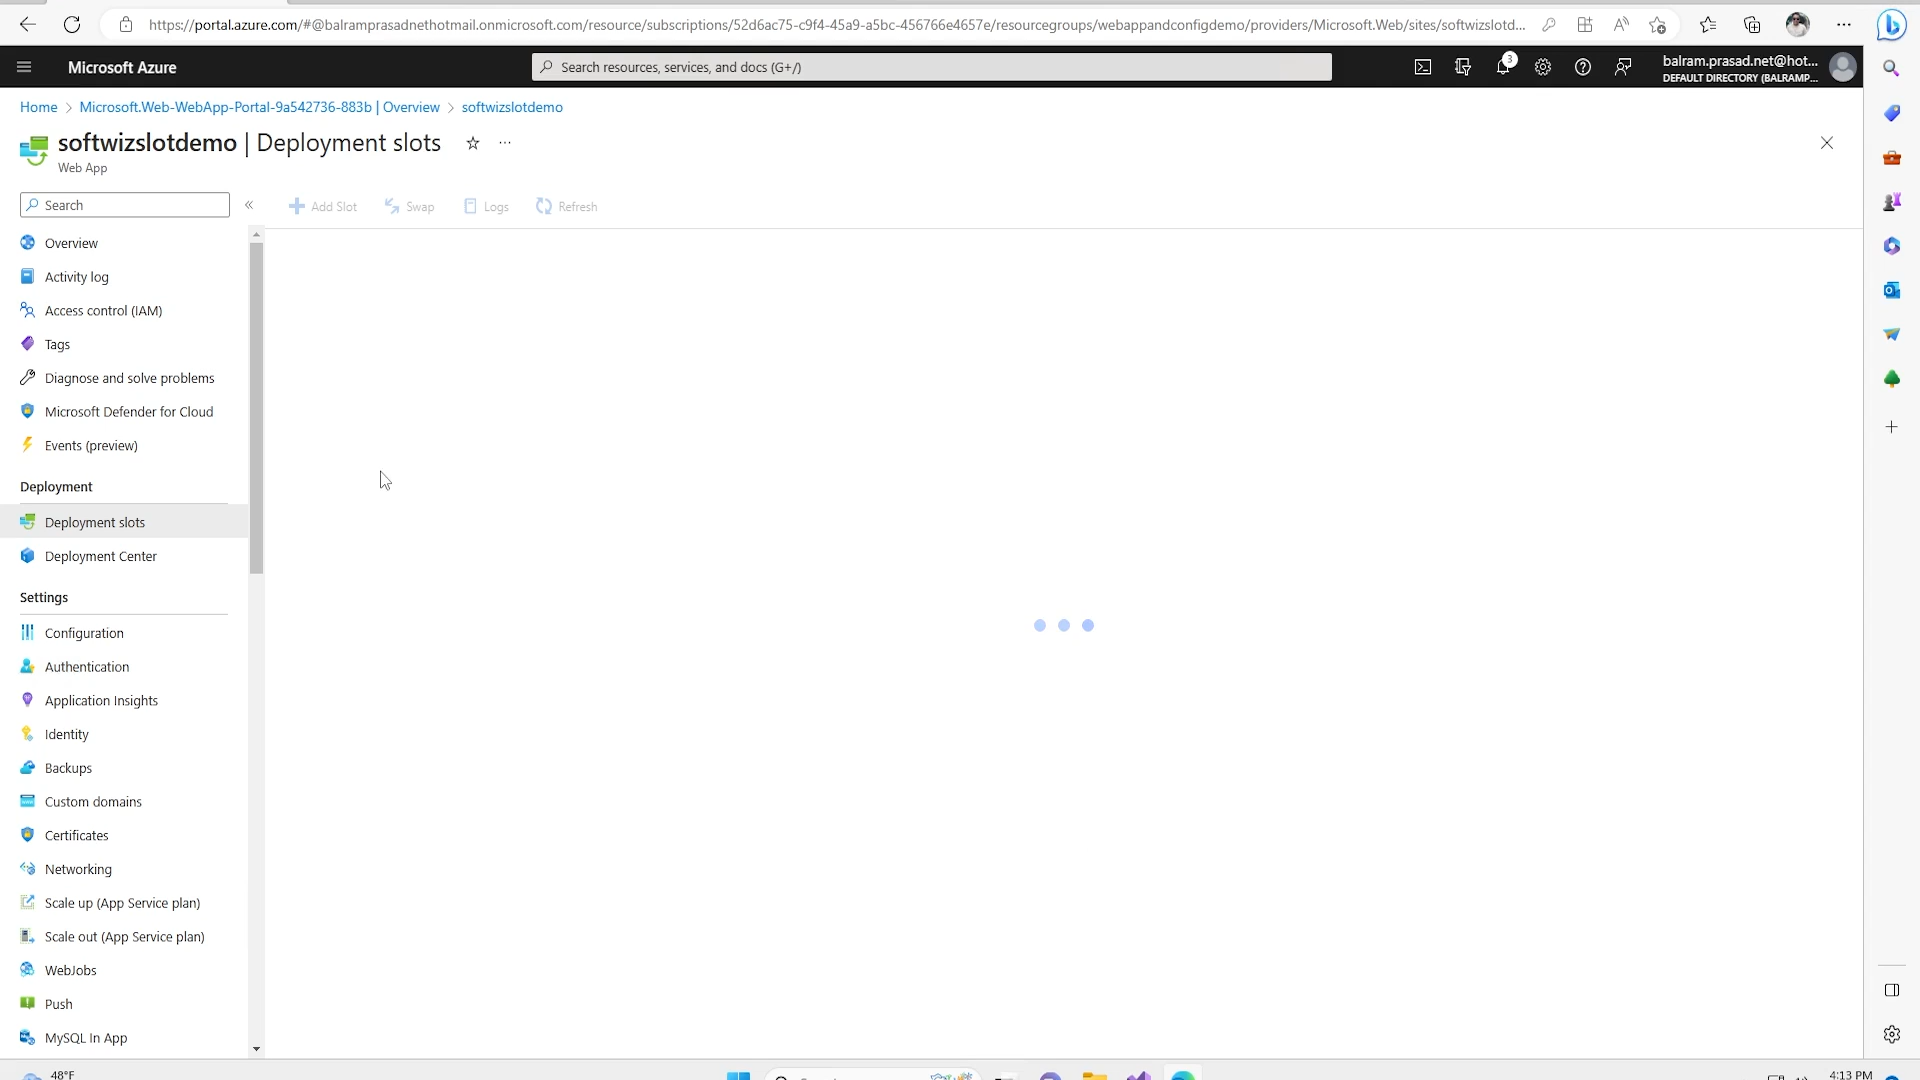 https://portal.azure.com/#@balramprasadnethotmail.onmicrosoft.com/resource/subscriptions/52d6ac75-c9f4-45a9-a5bc-456766e4657e/resourcegroups/webappandconfigdemo/providers/Microsoft.Web/sites/softwizslotd...
Microsoft Azure
Search resources, services, and docs (G+/)
3
balram.prasad.net@hot...
DEFAULT DIRECTORY (BALRAMP...
Home > Microsoft.Web-WebApp-Portal-9a542736-883b | Overview > softwizslotdemo
softwizslotdemo | Deployment slots
Web App
Search
Add Slot
Swap
Logs
Refresh
Overview
Activity log
Access control (IAM)
Tags
Diagnose and solve problems
Microsoft Defender for Cloud
Events (preview)
Deployment
Deployment slots
Deployment Center
Settings
Configuration
Authentication
Application Insights
Identity
Backups
Custom domains
Certificates
Networking
Scale up (App Service plan)
Scale out (App Service plan)
WebJobs
Push
MySQL In App
48°F
4:13 PM